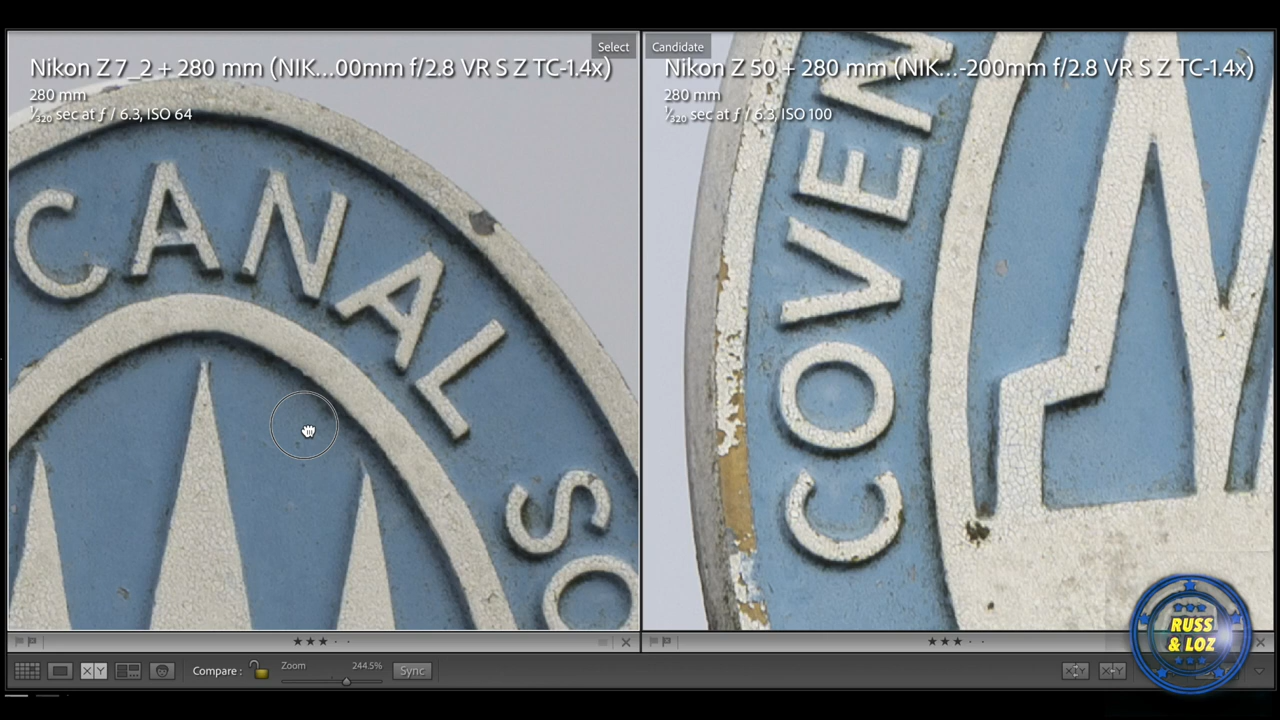 Select
Nikon Z 7_2 + 280 mm (NIK...00mm f/2.8 VR S Z TC-1.4x)
280 mm
1/320 sec at ƒ / 6.3, ISO 64
CANAL SO
Candidate
Nikon Z 50 + 280 mm (NIK...-200mm f/2.8 VR S Z TC-1.4x)
280 mm
1/320 sec at ƒ / 6.3, ISO 100
COVEN
XY
Compare :
Zoom
244.5%
Sync
RUSS
& LOZ